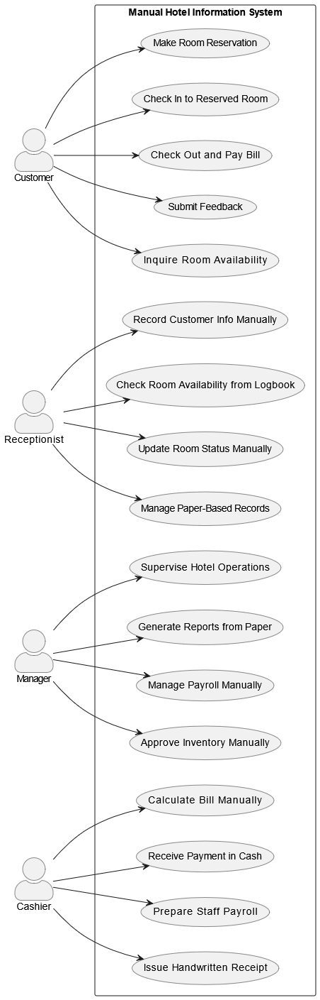 Manual Hotel Information System
Make Room Reservation
Check In to Reserved Room
Check Out and Pay Bill
Customer
Submit Feedback
Inquire Room Availability
Record Customer Info Manually
Check Room Availability from Logbook
Receptionist
Update Room Status Manually
Manage Paper-Based Records
Supervise Hotel Operations
Generate Reports from Paper
Manager
Manage Payroll Manually
Approve Inventory Manually
Calculate Bill Manually
Receive Payment in Cash
Cashier
Prepare Staff Payroll
Issue Handwritten Receipt